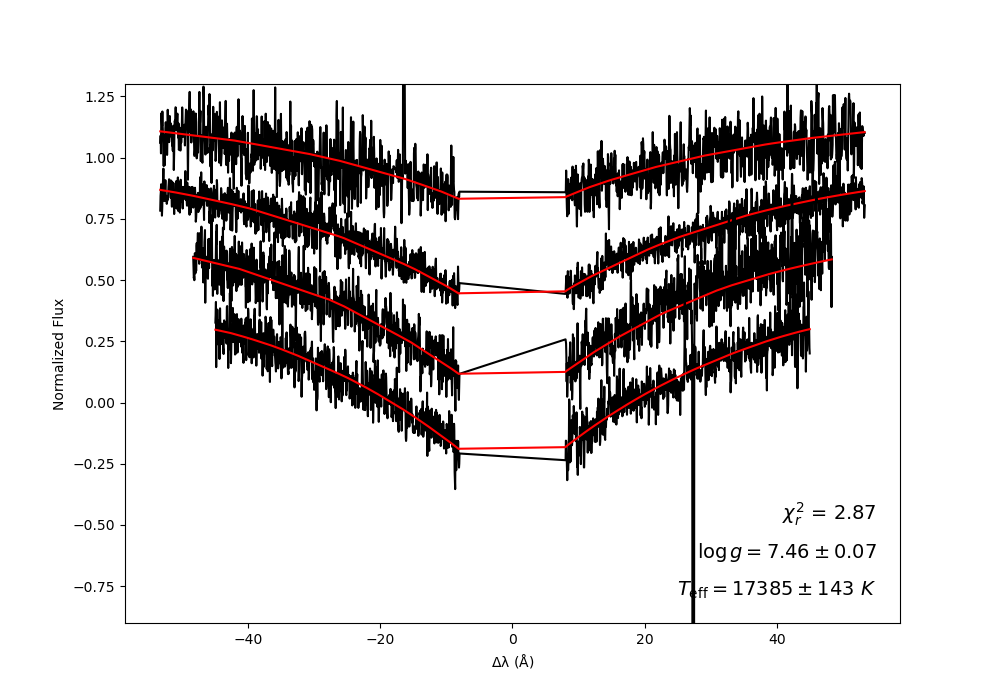 1.25
1.00
0.75
0.50
0.25
0.00
−0.25
−0.50
−0.75
Normalized Flux
−40
−20
0
20
40
Δλ (Å)
χ²ᵣ = 2.87
log g = 7.46 ± 0.07
T_eff = 17385 ± 143 K